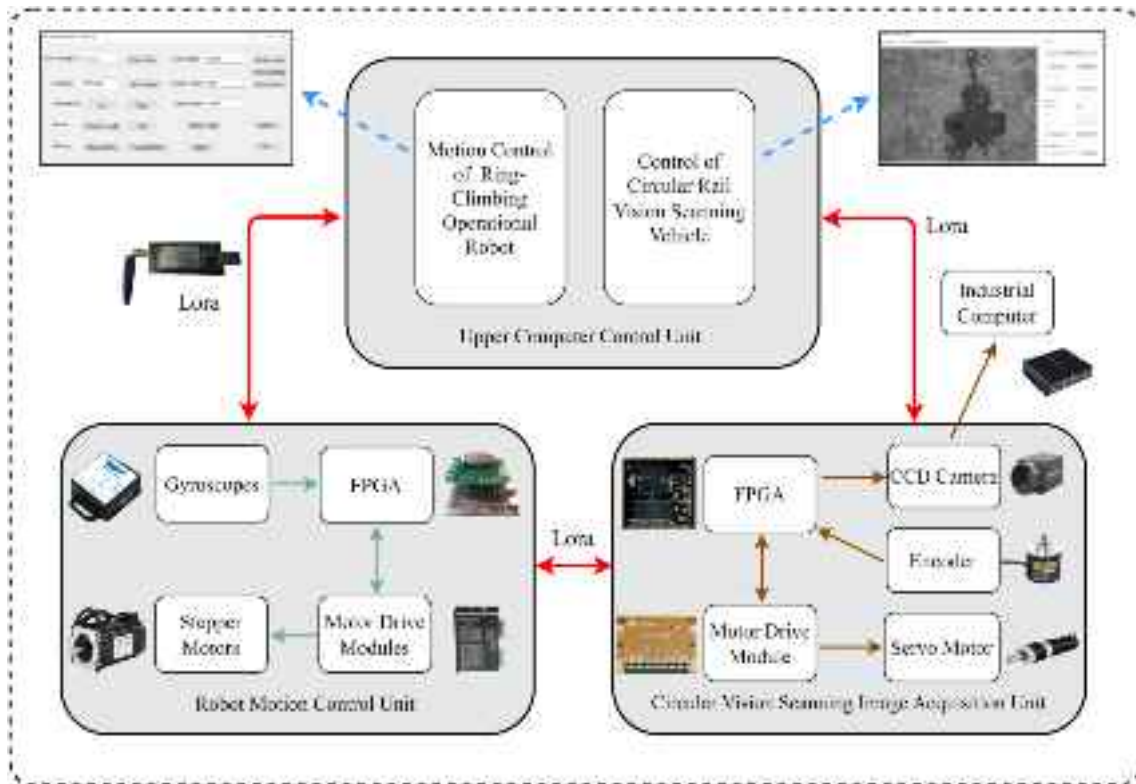 Motion Control
of Ring-
Climbing
Operational
Robot
Control of
Circular Rail
Vision Scanning
Vehicle
Upper Computer Control Unit
Lora
Lora
Industrial
Computer
Gyroscopes
FPGA
Stepper
Motors
Motor Drive
Modules
Robot Motion Control Unit
Lora
FPGA
CCD Camera
Encoder
Motor Drive
Module
Servo Motor
Circular Vision Scanning Image Acquisition Unit